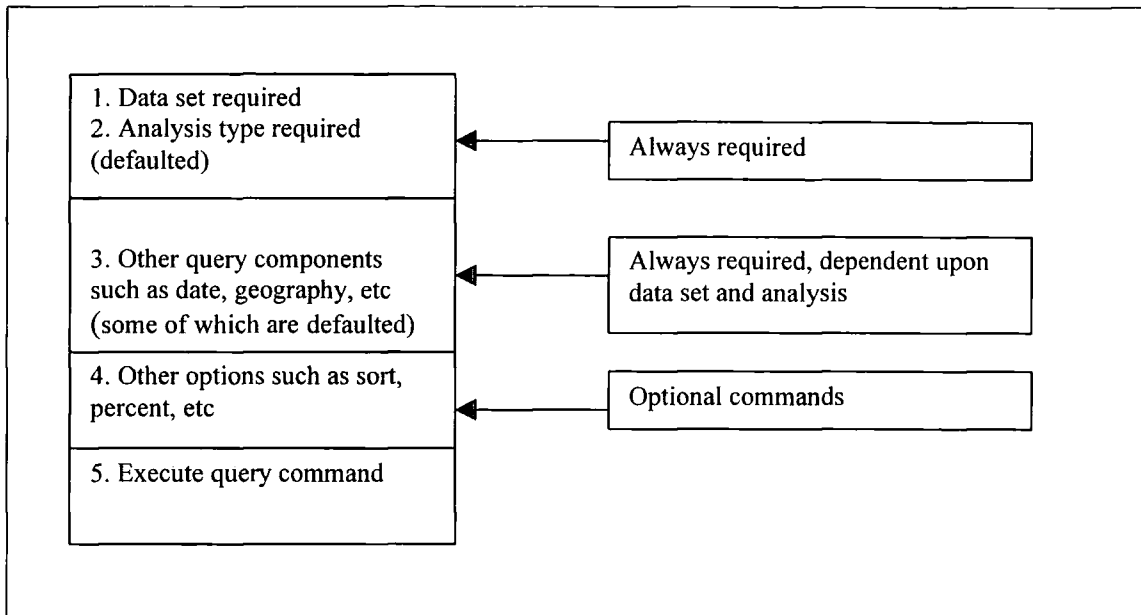 1. Data set required
2. Analysis type required
(defaulted)
Always required
3. Other query components
such as date, geography, etc
(some of which are defaulted)
Always required, dependent upon
data set and analysis
4. Other options such as sort,
percent, etc
Optional commands
5. Execute query command